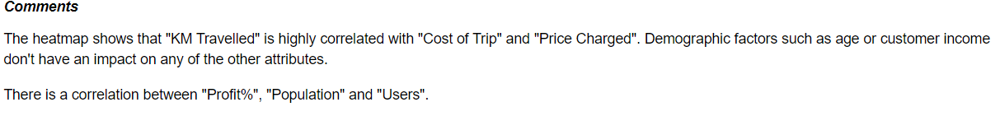 Comments
The heatmap shows that "KM Travelled" is highly correlated with "Cost of Trip" and "Price Charged". Demographic factors such as age or customer income
don't have an impact on any of the other attributes.
There is a correlation between "Profit%", "Population" and "Users".